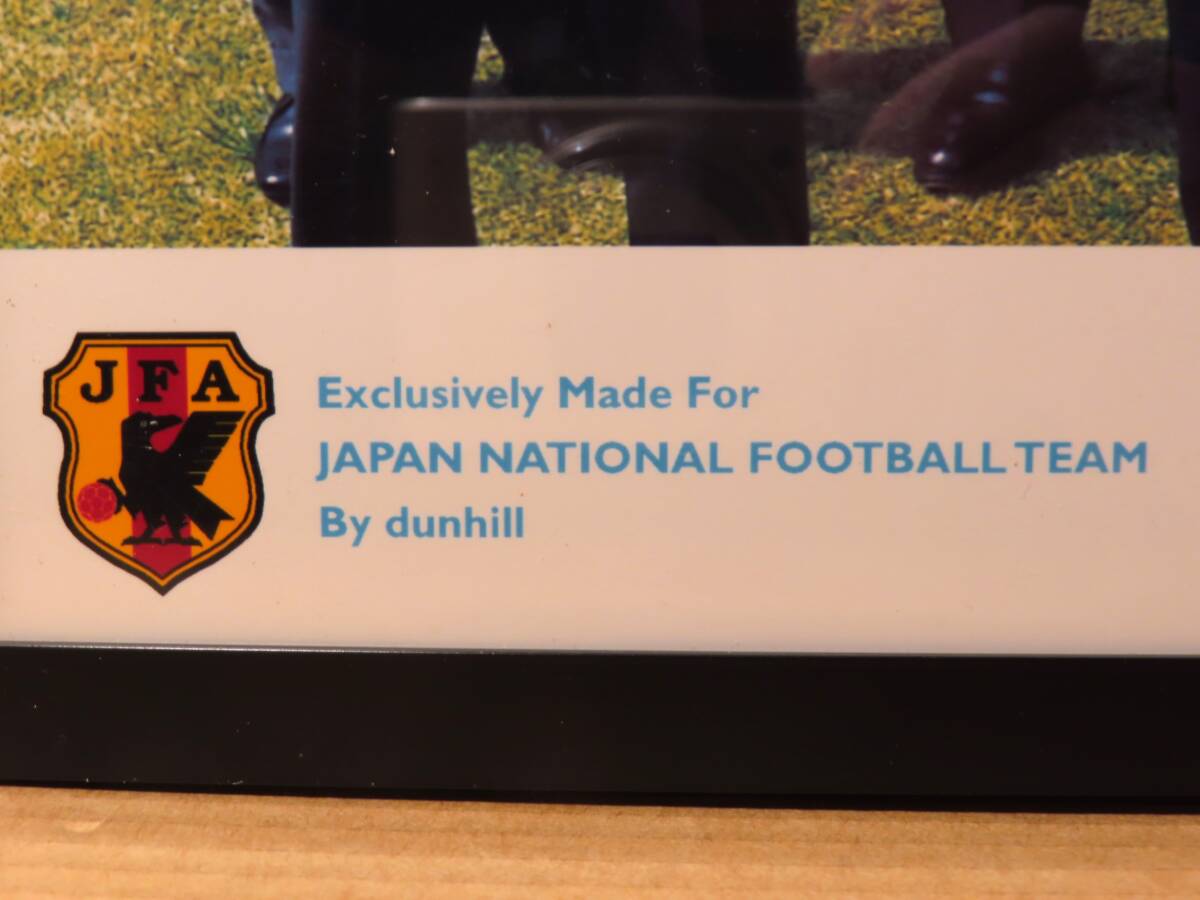 JFA
Exclusively Made For
JAPAN NATIONAL FOOTBALL TEAM
By dunhill